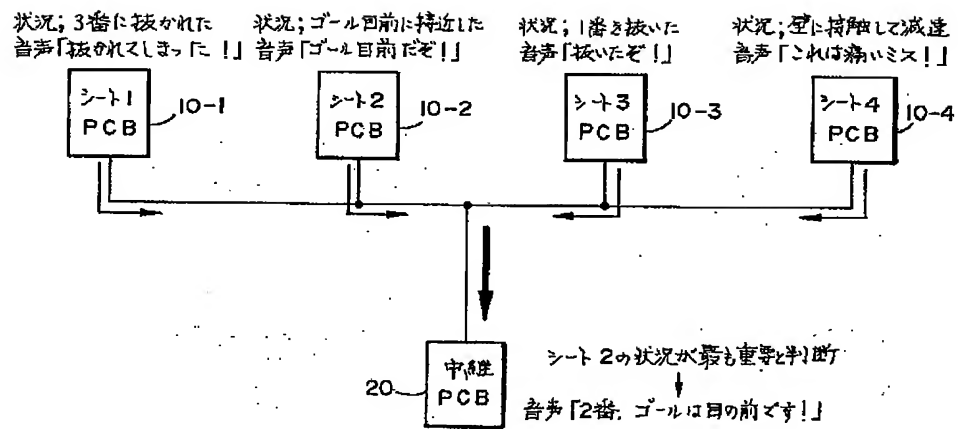 状況；3番に抜かれた
音声「抜かれてしまった！」
状況；ゴール目前に接近した
音声「ゴール目前だぞ！」
状況；1番を抜いた
音声「抜いたぞ！」
状況；壁に接触して減速
音声「これは痛いミス！」
シート1
PCB
10-1
シート2
PCB
10-2
シート3
PCB
10-3
シート4
PCB
10-4
中継
PCB
20
シート2の状況が最も重要と判断
音声「2番、ゴールは目の前です！」